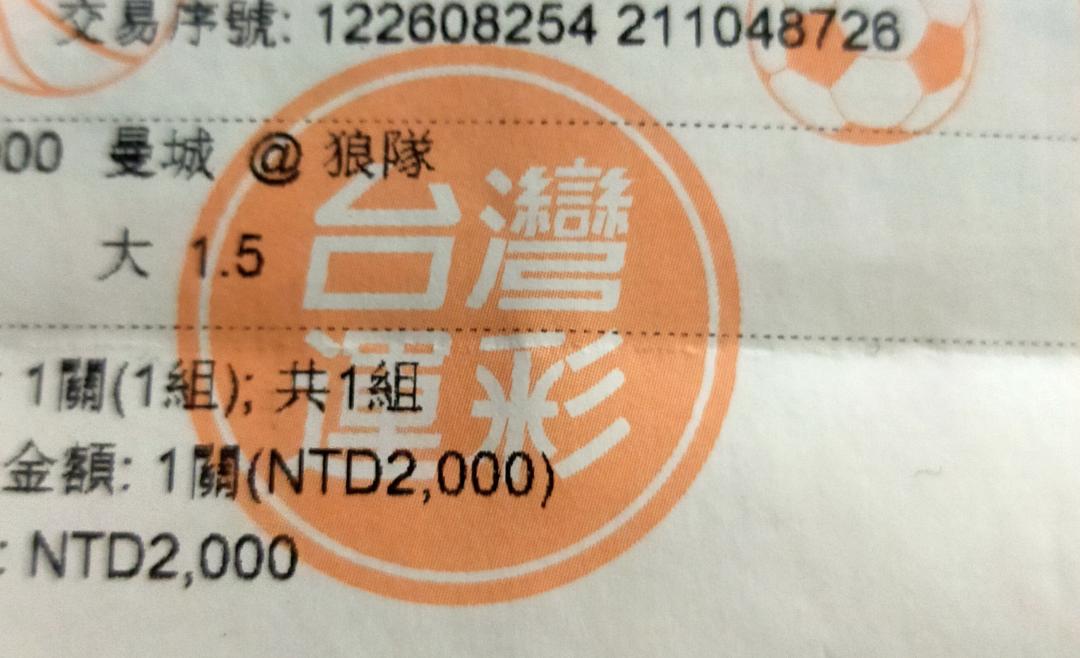 交易序號: 122608254 211048726
00 曼城 @ 狼隊
大 1.5
台灣
運彩
: 1關(1組); 共1組
金額: 1關(NTD2,000)
: NTD2,000